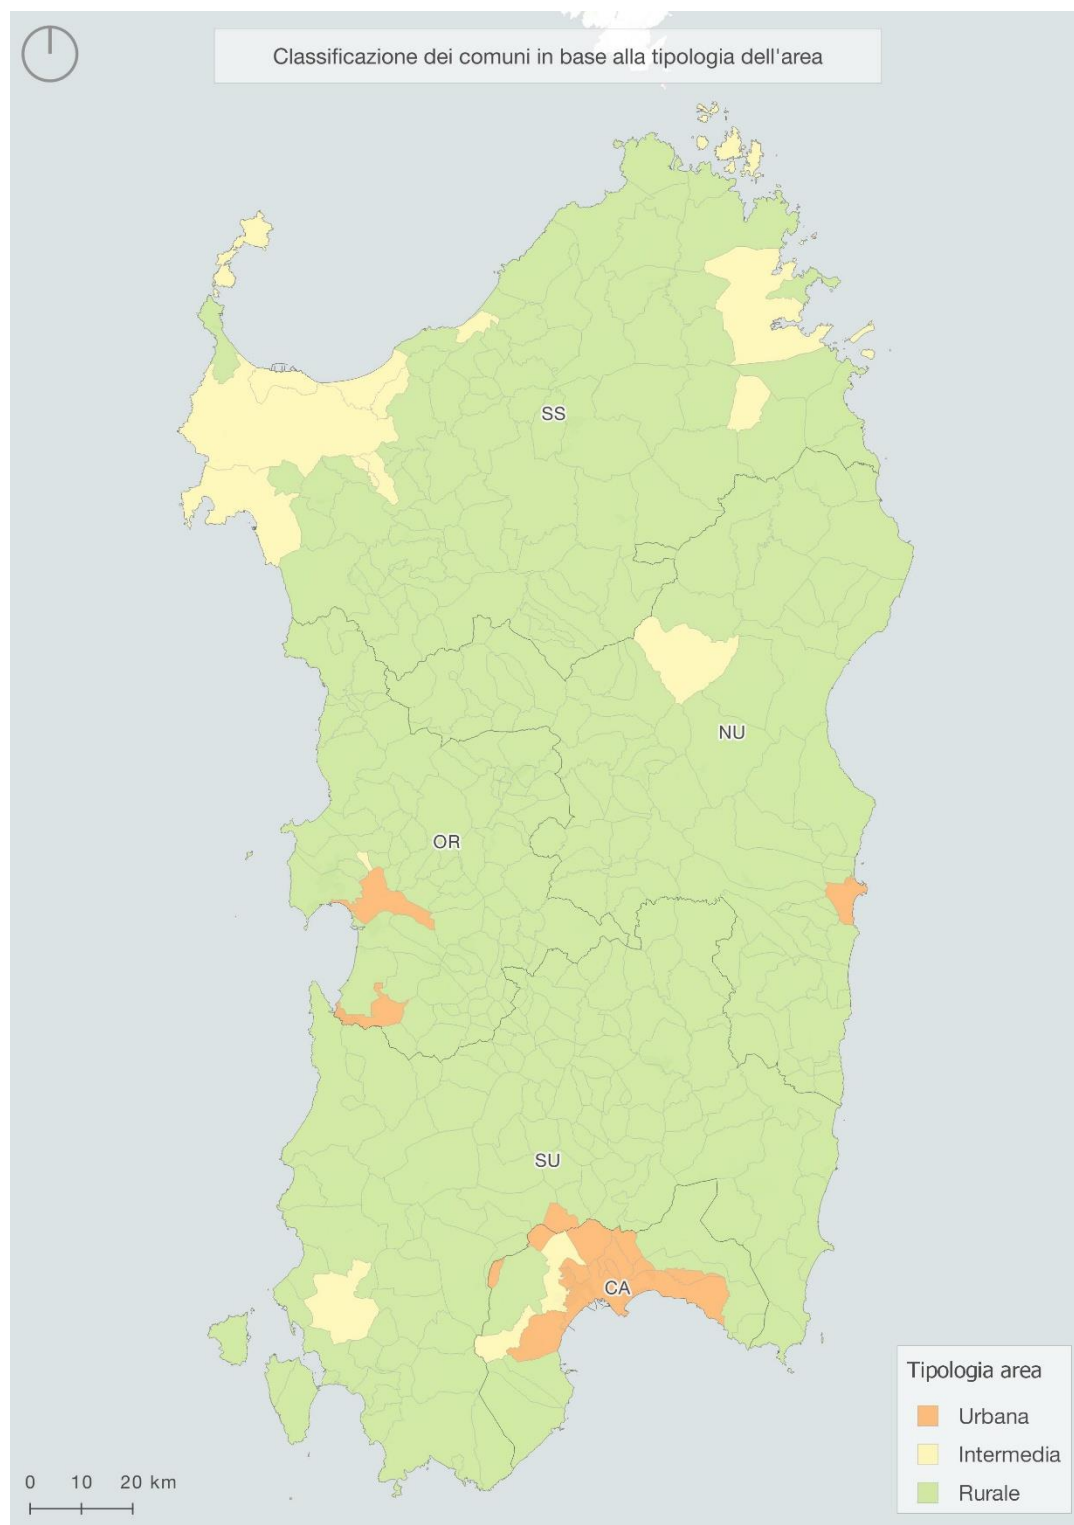 Classificazione dei comuni in base alla tipologia dell'area
SS
NU
OR
SU
CA
Tipologia area
Urbana
Intermedia
Rurale
0 10 20 km